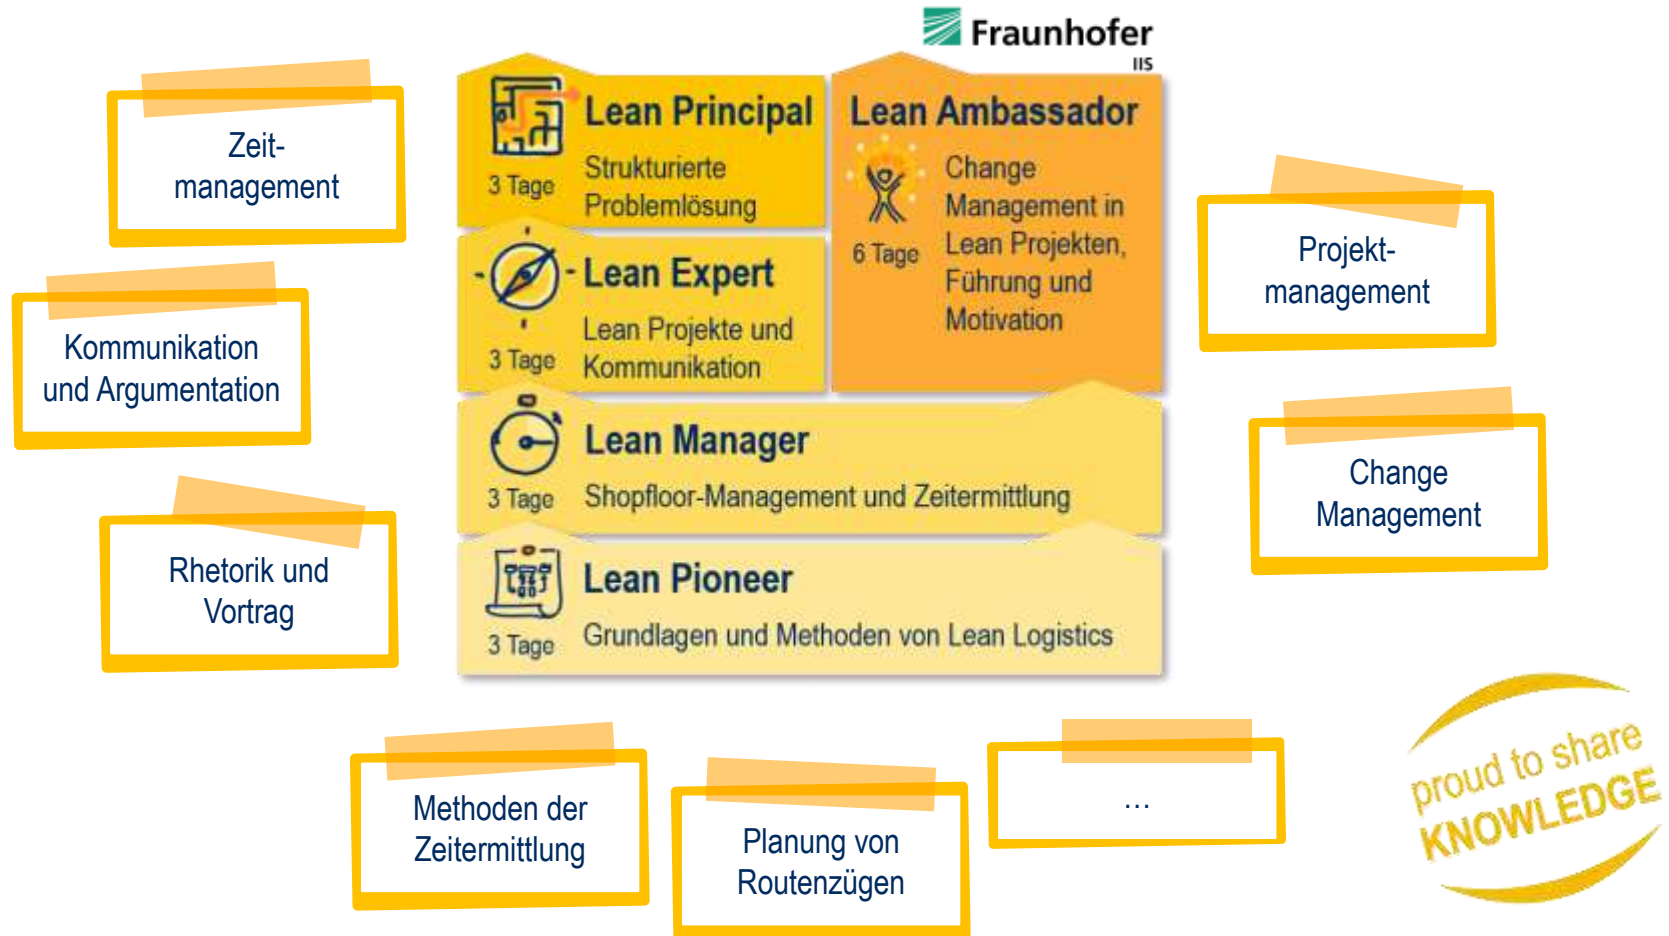 Fraunhofer
IIS
Zeit-
management
Kommunikation
und Argumentation
Rhetorik und
Vortrag
Lean Principal
3 Tage
Strukturierte
Problemlösung
Lean Expert
3 Tage
Lean Projekte und
Kommunikation
Lean Ambassador
6 Tage
Change
Management in
Lean Projekten,
Führung und
Motivation
Lean Manager
3 Tage
Shopfloor-Management und Zeitermittlung
Lean Pioneer
3 Tage
Grundlagen und Methoden von Lean Logistics
Projekt-
management
Change
Management
Methoden der
Zeitermittlung
Planung von
Routenzügen
…
proud to share
KNOWLEDGE